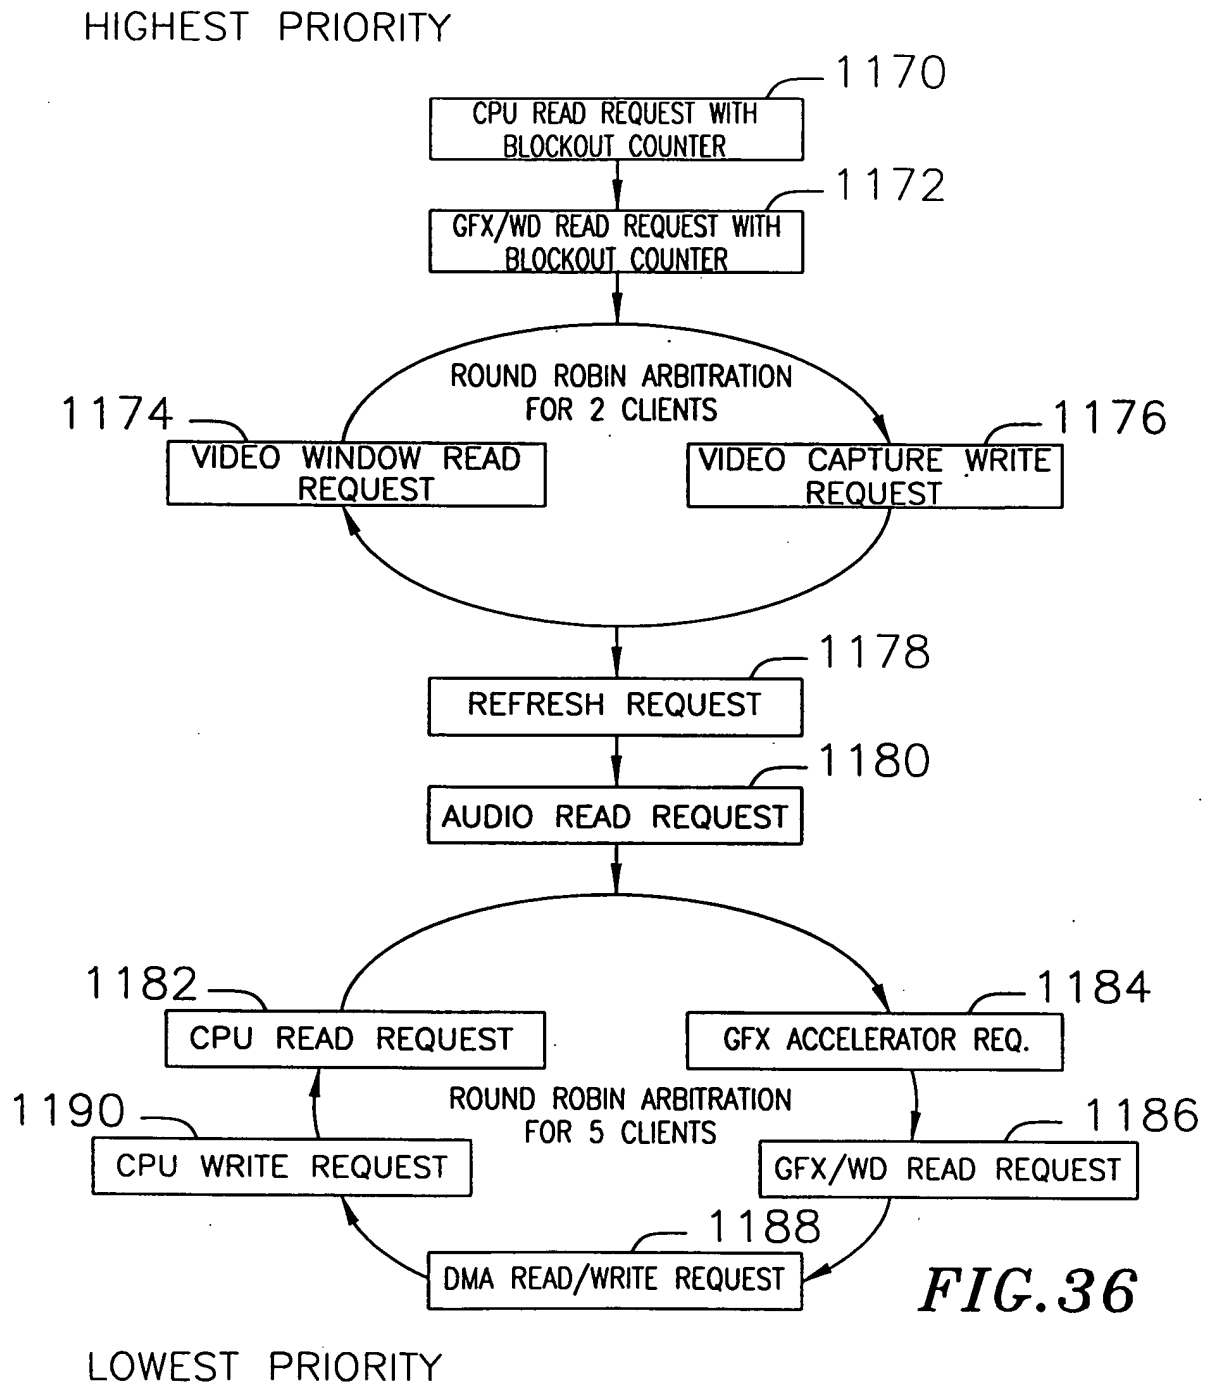 HIGHEST PRIORITY
1170
CPU READ REQUEST WITH
BLOCKOUT COUNTER
1172
GFX/WD READ REQUEST WITH
BLOCKOUT COUNTER
ROUND ROBIN ARBITRATION
FOR 2 CLIENTS
1174
VIDEO WINDOW READ
REQUEST
1176
VIDEO CAPTURE WRITE
REQUEST
1178
REFRESH REQUEST
1180
AUDIO READ REQUEST
1182
CPU READ REQUEST
1184
GFX ACCELERATOR REQ.
ROUND ROBIN ARBITRATION
FOR 5 CLIENTS
1190
CPU WRITE REQUEST
1186
GFX/WD READ REQUEST
1188
DMA READ/WRITE REQUEST
FIG.36
LOWEST PRIORITY